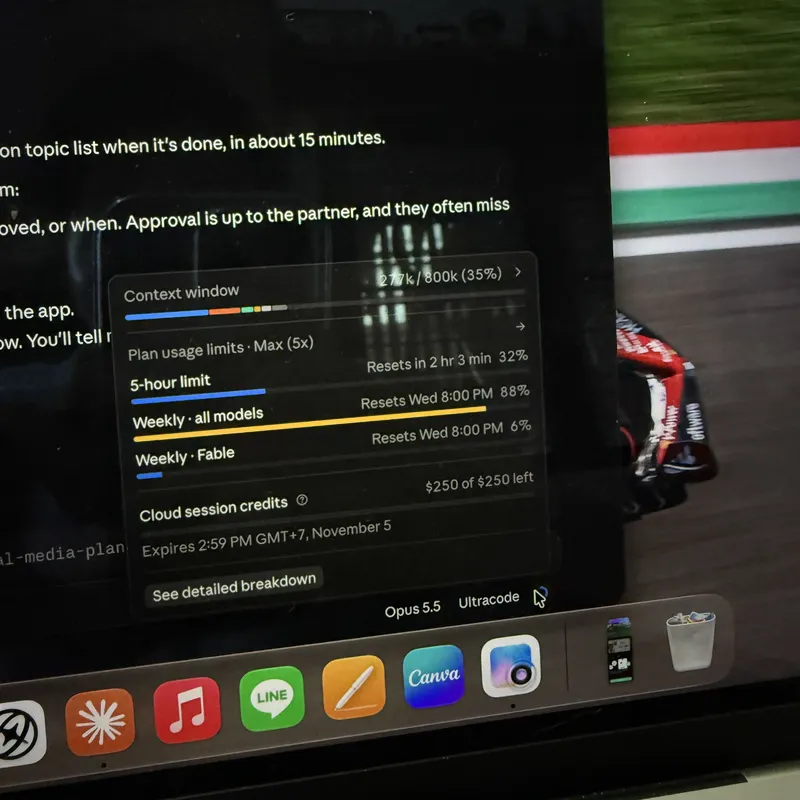 on topic list when it's done, in about 15 minutes.
m:
oved, or when. Approval is up to the partner, and they often miss
the app.
ow. You'll tell r
Context window 277k / 800k (35%)
Plan usage limits · Max (5x)
5-hour limit Resets in 2 hr 3 min 32%
Weekly · all models Resets Wed 8:00 PM 88%
Weekly · Fable Resets Wed 8:00 PM 6%
Cloud session credits $250 of $250 left
Expires 2:59 PM GMT+7, November 5
al-media-plan
See detailed breakdown
Opus 5.5 Ultracode
LINE
Canva